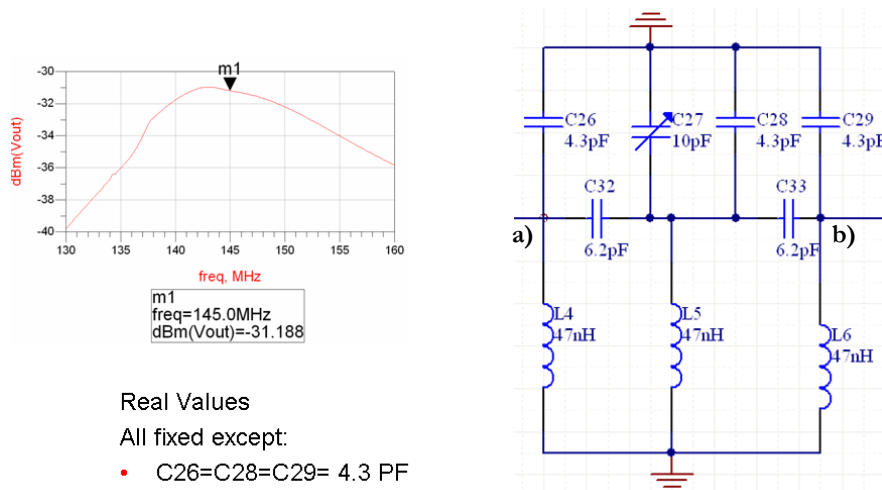 -30
-32
-34
-36
-38
-40
dBm(Vout)
m1
130
135
140
145
150
155
160
freq, MHz
m1
freq=145.0MHz
dBm(Vout)=-31.188
Real Values
All fixed except:
• C26=C28=C29= 4.3 PF
C26
4.3pF
C27
10pF
C28
4.3pF
C29
4.3pF
C32
6.2pF
C33
6.2pF
a)
b)
L4
47nH
L5
47nH
L6
47nH